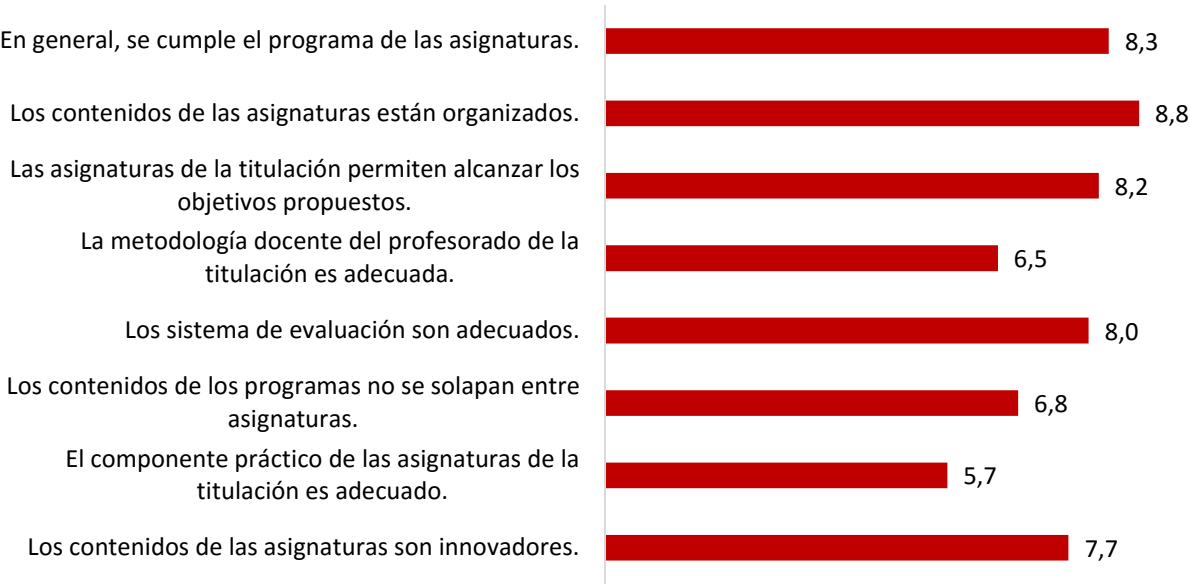 En general, se cumple el programa de las asignaturas.
8,3
Los contenidos de las asignaturas están organizados.
8,8
Las asignaturas de la titulación permiten alcanzar los
objetivos propuestos.
8,2
La metodología docente del profesorado de la
titulación es adecuada.
6,5
Los sistema de evaluación son adecuados.
8,0
Los contenidos de los programas no se solapan entre
asignaturas.
6,8
El componente práctico de las asignaturas de la
titulación es adecuado.
5,7
Los contenidos de las asignaturas son innovadores.
7,7